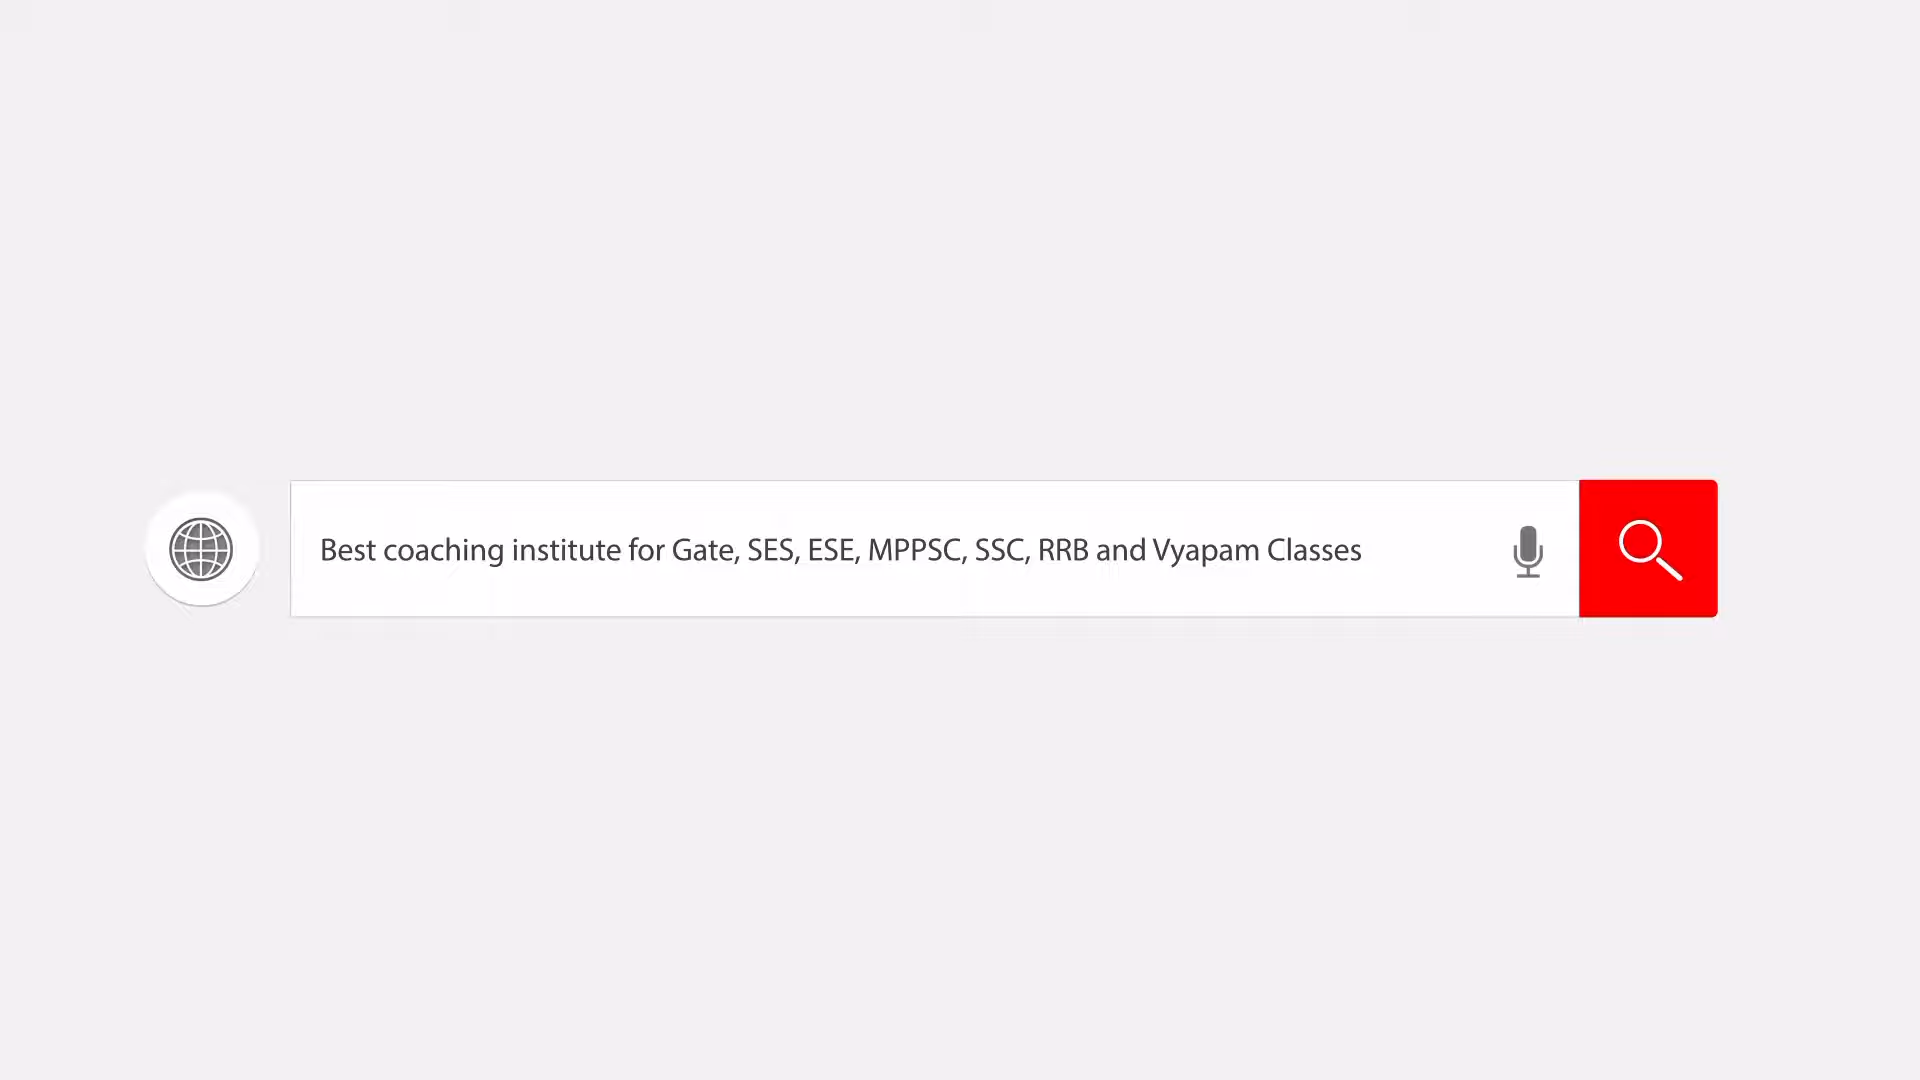 Best coaching institute for Gate, SES, ESE, MPPSC, SSC, RRB and Vyapam Classes